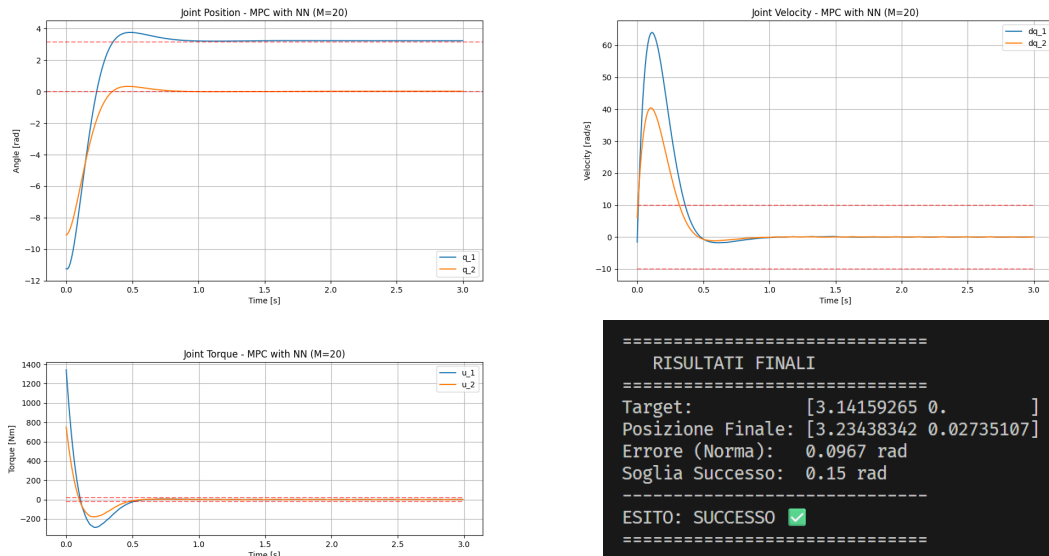 Joint Position - MPC with NN (M=20)
Angle [rad]
4
2
0
−2
−4
−6
−8
−10
−12
q_1
q_2
0.0 0.5 1.0 1.5 2.0 2.5 3.0
Time [s]
Joint Velocity - MPC with NN (M=20)
Velocity [rad/s]
60
50
40
30
20
10
0
−10
dq_1
dq_2
0.0 0.5 1.0 1.5 2.0 2.5 3.0
Time [s]
Joint Torque - MPC with NN (M=20)
Torque [Nm]
1400
1200
1000
800
600
400
200
0
−200
u_1
u_2
0.0 0.5 1.0 1.5 2.0 2.5 3.0
Time [s]
==============================
RISULTATI FINALI
==============================
Target: [3.14159265 0. ]
Posizione Finale: [3.23438342 0.02735107]
Errore (Norma): 0.0967 rad
Soglia Successo: 0.15 rad
------------------------------
ESITO: SUCCESSO ✅
==============================